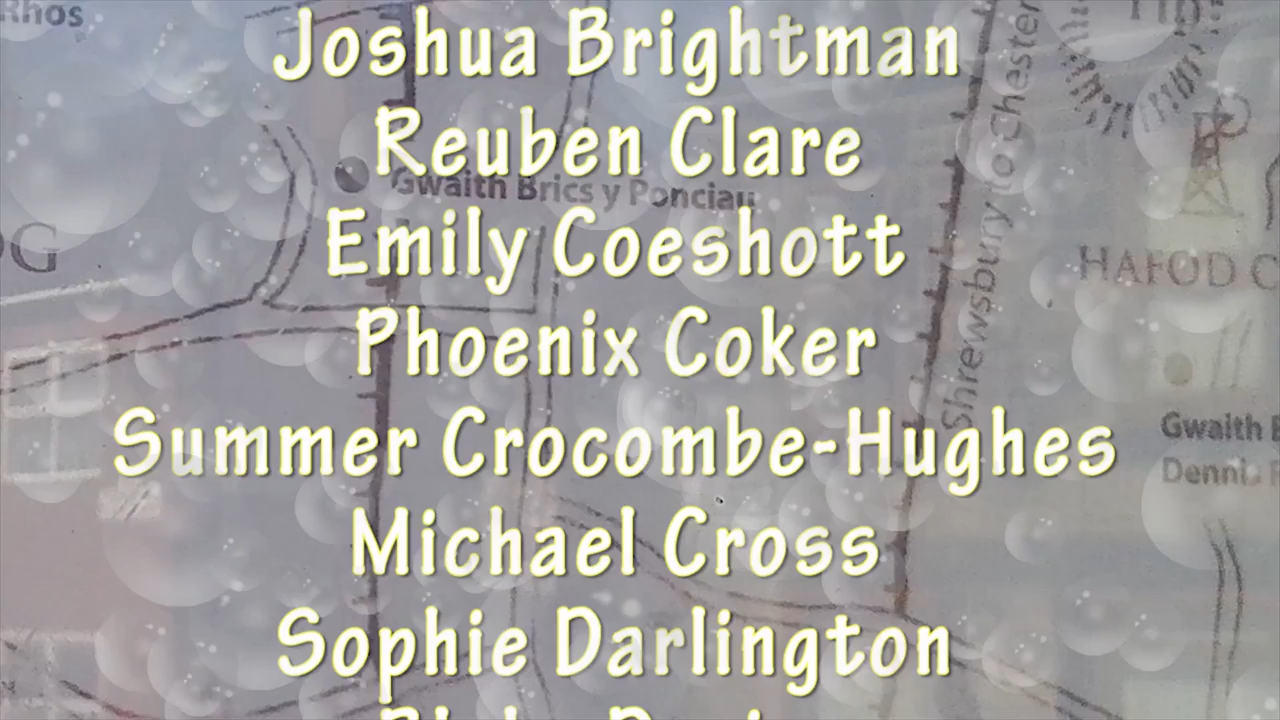 Rhos
Joshua Brightman
Reuben Clare
Gwaith Brics y Ponciau
Emily Coeshott
OG
HAFOD C
Shrewsbury to Chester
Phoenix Coker
Summer Crocombe-Hughes
Gwaith
Michael Cross
Sophie Darlington